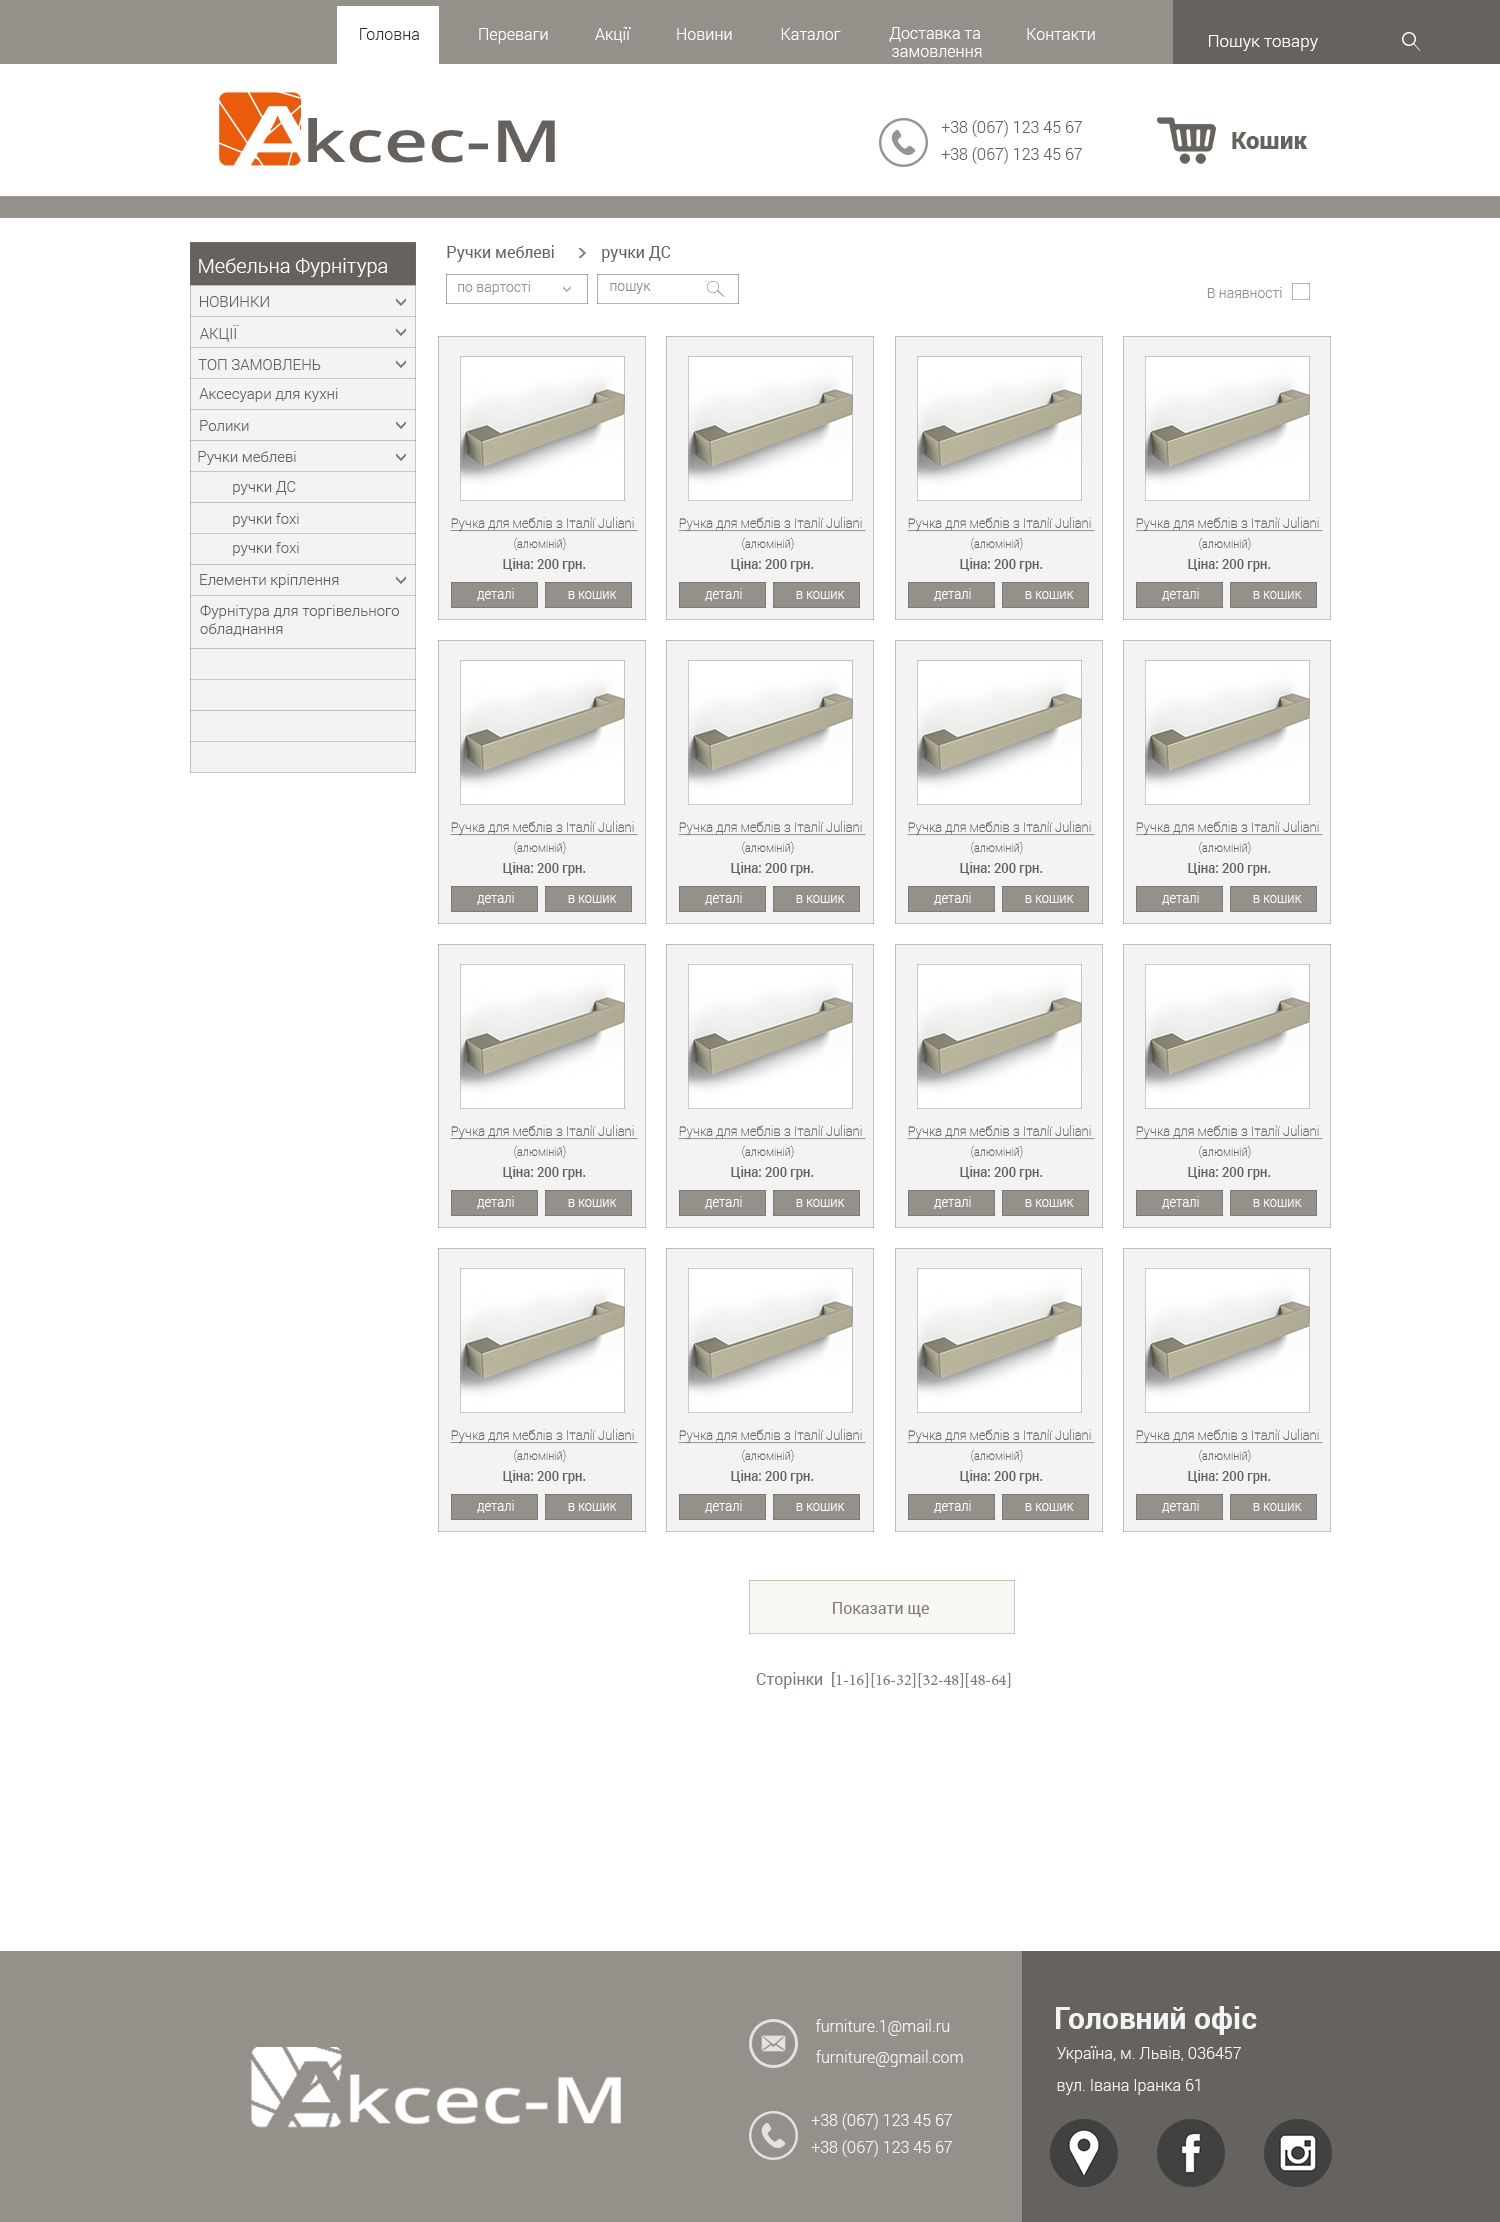 Головна
Переваги
Акції
Новини
Каталог
Доставка та
замовлення
Контакти
Пошук товару
Аксес-М
+38 (067) 123 45 67
+38 (067) 123 45 67
Кошик
Мебельна Фурнітура
НОВИНКИ
АКЦІЇ
ТОП ЗАМОВЛЕНЬ
Аксесуари для кухні
Ролики
Ручки меблеві
ручки ДС
ручки foxi
ручки foxi
Елементи кріплення
Фурнітура для торгівельного
обладнання
Ручки меблеві > ручки ДС
по вартості
пошук
В наявності
Ручка для меблів з Італії Juliani
(алюміній)
Ціна: 200 грн.
деталі в кошик
Ручка для меблів з Італії Juliani
(алюміній)
Ціна: 200 грн.
деталі в кошик
Ручка для меблів з Італії Juliani
(алюміній)
Ціна: 200 грн.
деталі в кошик
Ручка для меблів з Італії Juliani
(алюміній)
Ціна: 200 грн.
деталі в кошик
Ручка для меблів з Італії Juliani
(алюміній)
Ціна: 200 грн.
деталі в кошик
Ручка для меблів з Італії Juliani
(алюміній)
Ціна: 200 грн.
деталі в кошик
Ручка для меблів з Італії Juliani
(алюміній)
Ціна: 200 грн.
деталі в кошик
Ручка для меблів з Італії Juliani
(алюміній)
Ціна: 200 грн.
деталі в кошик
Ручка для меблів з Італії Juliani
(алюміній)
Ціна: 200 грн.
деталі в кошик
Ручка для меблів з Італії Juliani
(алюміній)
Ціна: 200 грн.
деталі в кошик
Ручка для меблів з Італії Juliani
(алюміній)
Ціна: 200 грн.
деталі в кошик
Ручка для меблів з Італії Juliani
(алюміній)
Ціна: 200 грн.
деталі в кошик
Ручка для меблів з Італії Juliani
(алюміній)
Ціна: 200 грн.
деталі в кошик
Ручка для меблів з Італії Juliani
(алюміній)
Ціна: 200 грн.
деталі в кошик
Ручка для меблів з Італії Juliani
(алюміній)
Ціна: 200 грн.
деталі в кошик
Ручка для меблів з Італії Juliani
(алюміній)
Ціна: 200 грн.
деталі в кошик
Показати ще
Сторінки [1-16][16-32][32-48][48-64]
Аксес-М
furniture.1@mail.ru
furniture@gmail.com
+38 (067) 123 45 67
+38 (067) 123 45 67
Головний офіс
Україна, м. Львів, 036457
вул. Івана Іранка 61